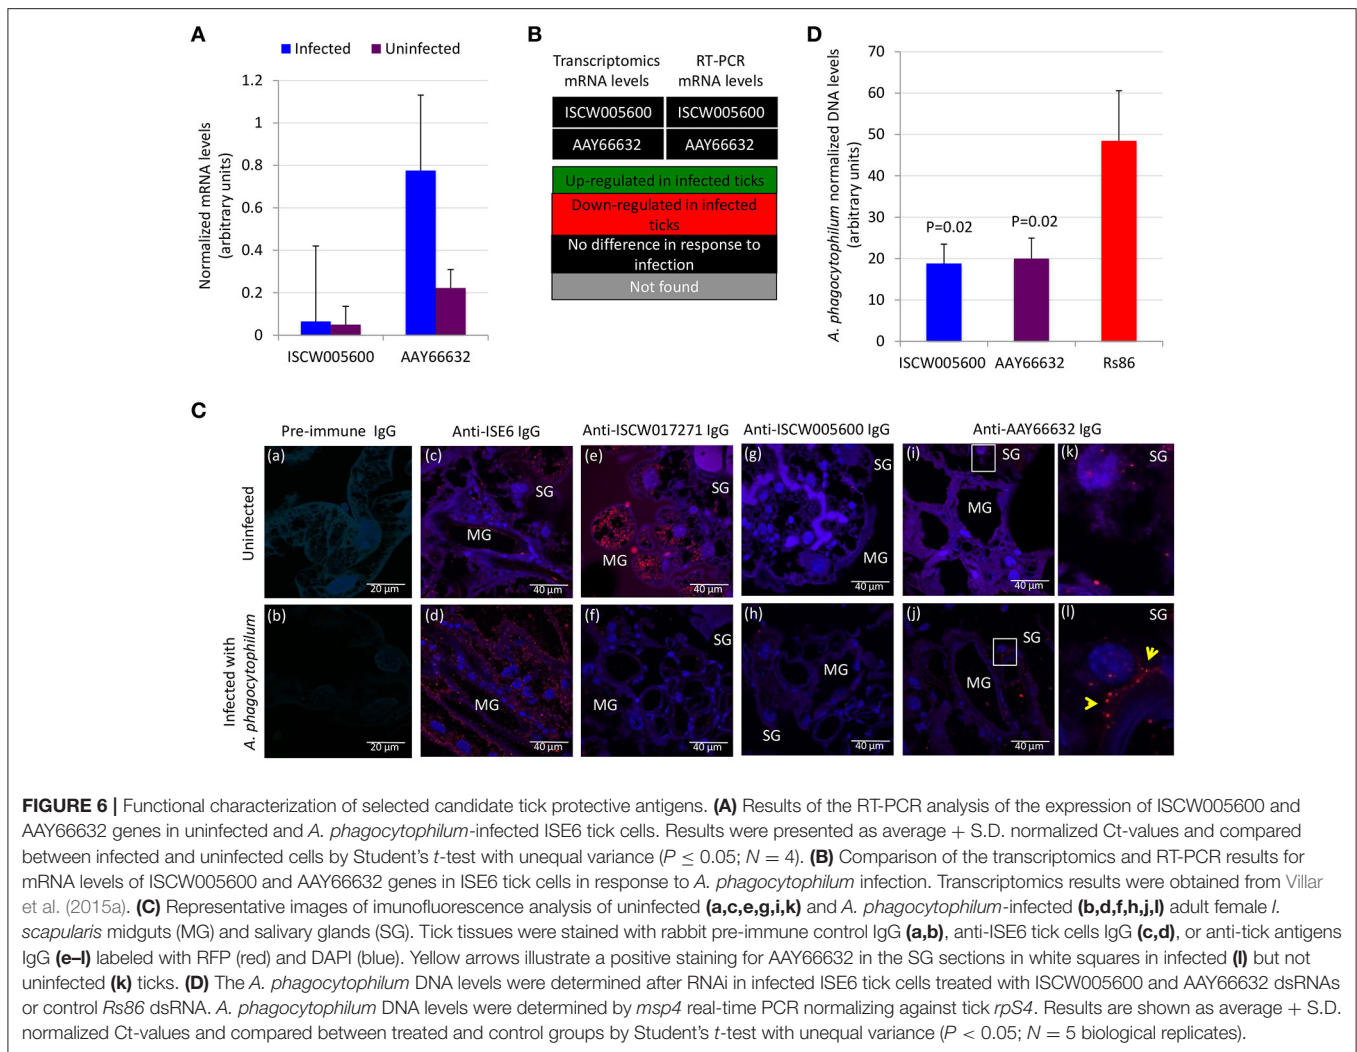 A
Infected Uninfected
Normalized mRNA levels
(arbitrary units)
1.2
1
0.8
0.6
0.4
0.2
0
ISCW005600 AAY66632
B
Transcriptomics RT-PCR
mRNA levels mRNA levels
ISCW005600 ISCW005600
AAY66632 AAY66632
Up-regulated in infected ticks
Down-regulated in infected
ticks
No difference in response to
infection
Not found
D
A. phagocytophilum normalized DNA levels
(arbitrary units)
70
60
50
40
30
20
10
0
P=0.02 P=0.02
ISCW005600 AAY66632 Rs86
C
Pre-immune IgG Anti-ISE6 IgG Anti-ISCW017271 IgG Anti-ISCW005600 IgG Anti-AAY66632 IgG
Uninfected
(a) 20 µm
(c) SG MG 40 µm
(e) SG MG 40 µm
(g) SG MG 40 µm
(i) SG MG 40 µm
(k) SG
Infected with
A. phagocytophilum
(b) 20 µm
(d) MG 40 µm
(f) SG MG 40 µm
(h) MG SG 40 µm
(j) SG MG 40 µm
(l) SG
FIGURE 6 | Functional characterization of selected candidate tick protective antigens. (A) Results of the RT-PCR analysis of the expression of ISCW005600 and
AAY66632 genes in uninfected and A. phagocytophilum-infected ISE6 tick cells. Results were presented as average + S.D. normalized Ct-values and compared
between infected and uninfected cells by Student's t-test with unequal variance (P ≤ 0.05; N = 4). (B) Comparison of the transcriptomics and RT-PCR results for
mRNA levels of ISCW005600 and AAY66632 genes in ISE6 tick cells in response to A. phagocytophilum infection. Transcriptomics results were obtained from Villar
et al. (2015a). (C) Representative images of imunofluorescence analysis of uninfected (a,c,e,g,i,k) and A. phagocytophilum-infected (b,d,f,h,j,l) adult female I.
scapularis midguts (MG) and salivary glands (SG). Tick tissues were stained with rabbit pre-immune control IgG (a,b), anti-ISE6 tick cells IgG (c,d), or anti-tick antigens
IgG (e–l) labeled with RFP (red) and DAPI (blue). Yellow arrows illustrate a positive staining for AAY66632 in the SG sections in white squares in infected (l) but not
uninfected (k) ticks. (D) The A. phagocytophilum DNA levels were determined after RNAi in infected ISE6 tick cells treated with ISCW005600 and AAY66632 dsRNAs
or control Rs86 dsRNA. A. phagocytophilum DNA levels were determined by msp4 real-time PCR normalizing against tick rpS4. Results are shown as average + S.D.
normalized Ct-values and compared between treated and control groups by Student's t-test with unequal variance (P < 0.05; N = 5 biological replicates).